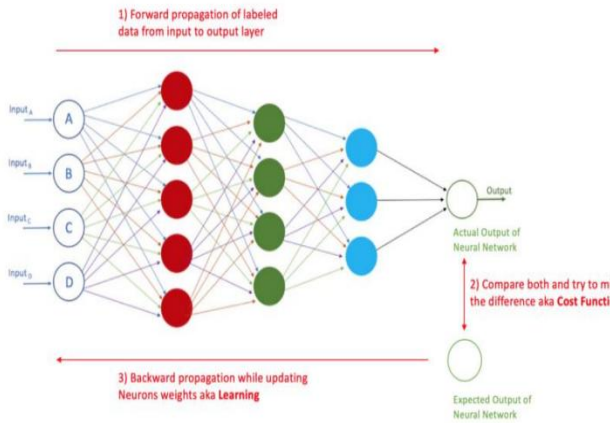 1) Forward propagation of labeled
data from input to output layer
Input A
A
Input B
B
Input C
C
Input D
D
Output
Actual Output of
Neural Network
2) Compare both and try to m
the difference aka Cost Functi
3) Backward propagation while updating
Neurons weights aka Learning
Expected Output of
Neural Network